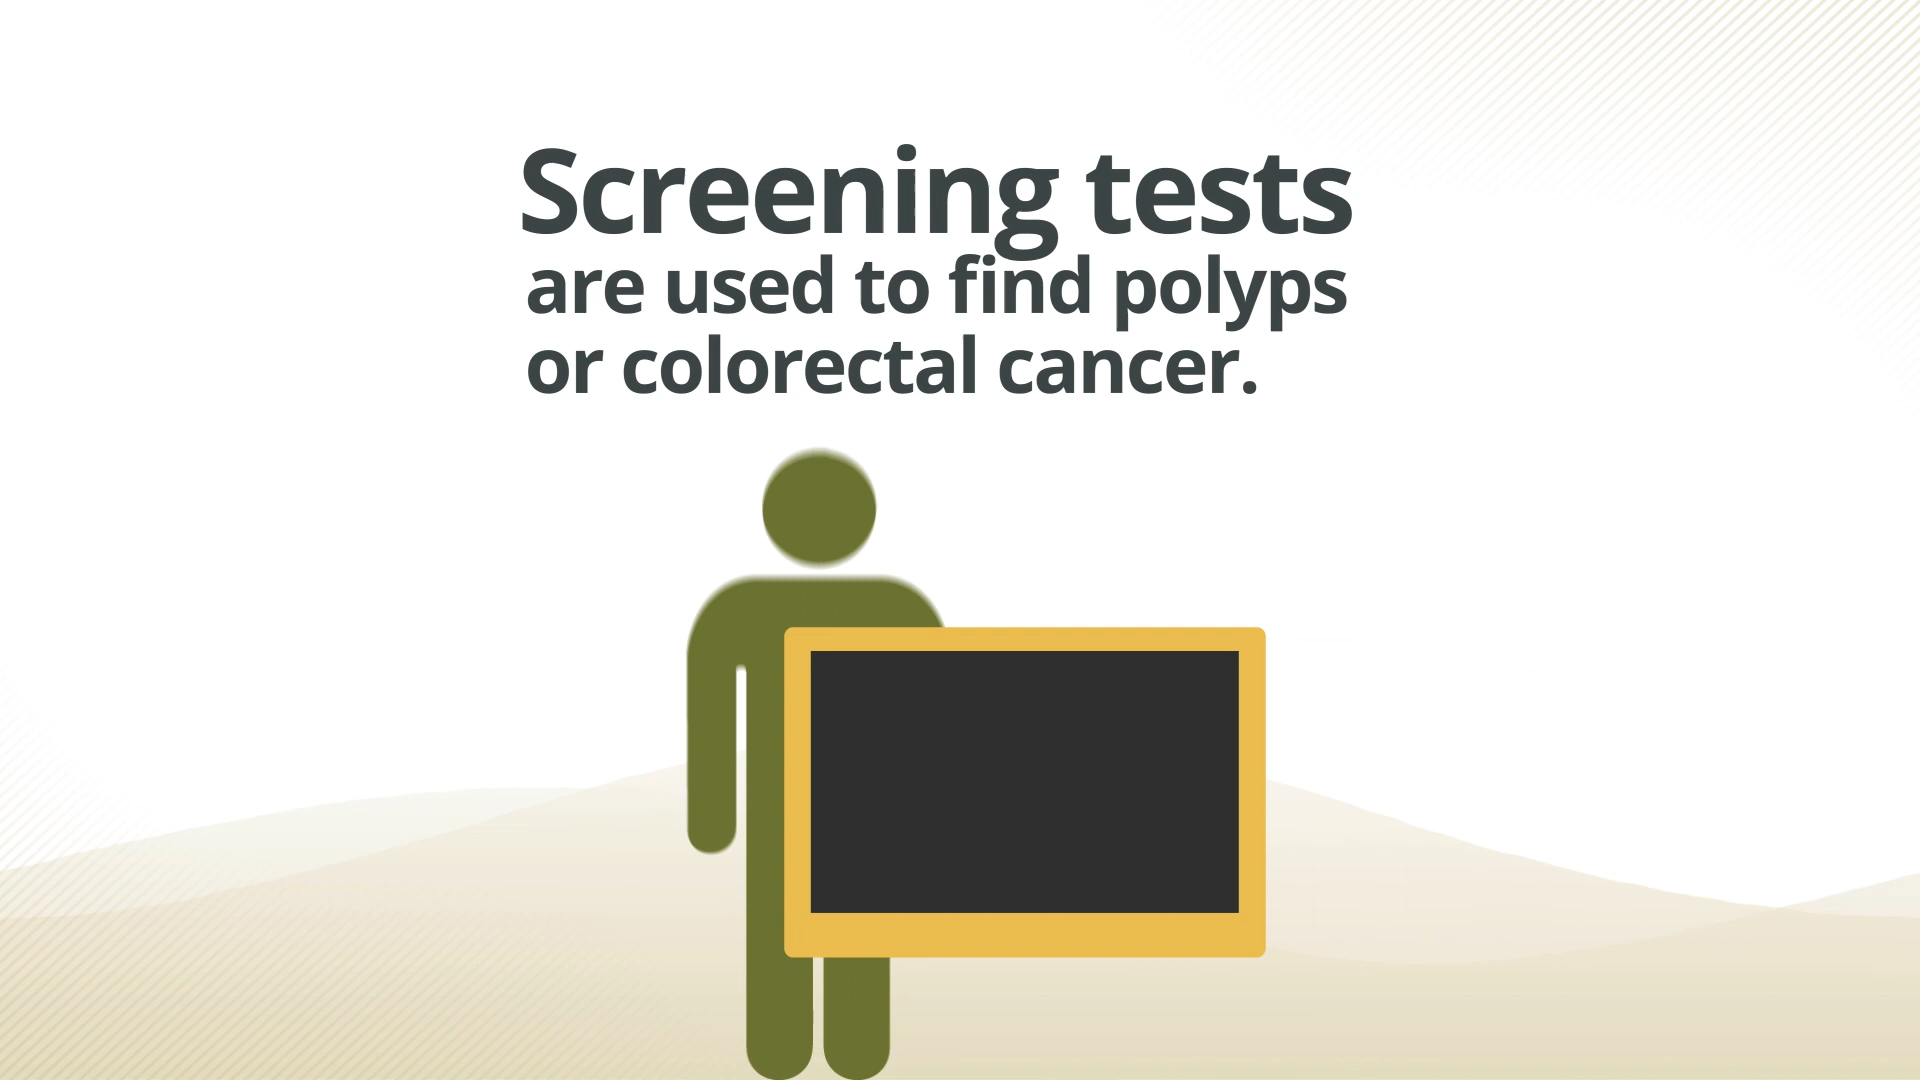 Screening tests
are used to find polyps
or colorectal cancer.